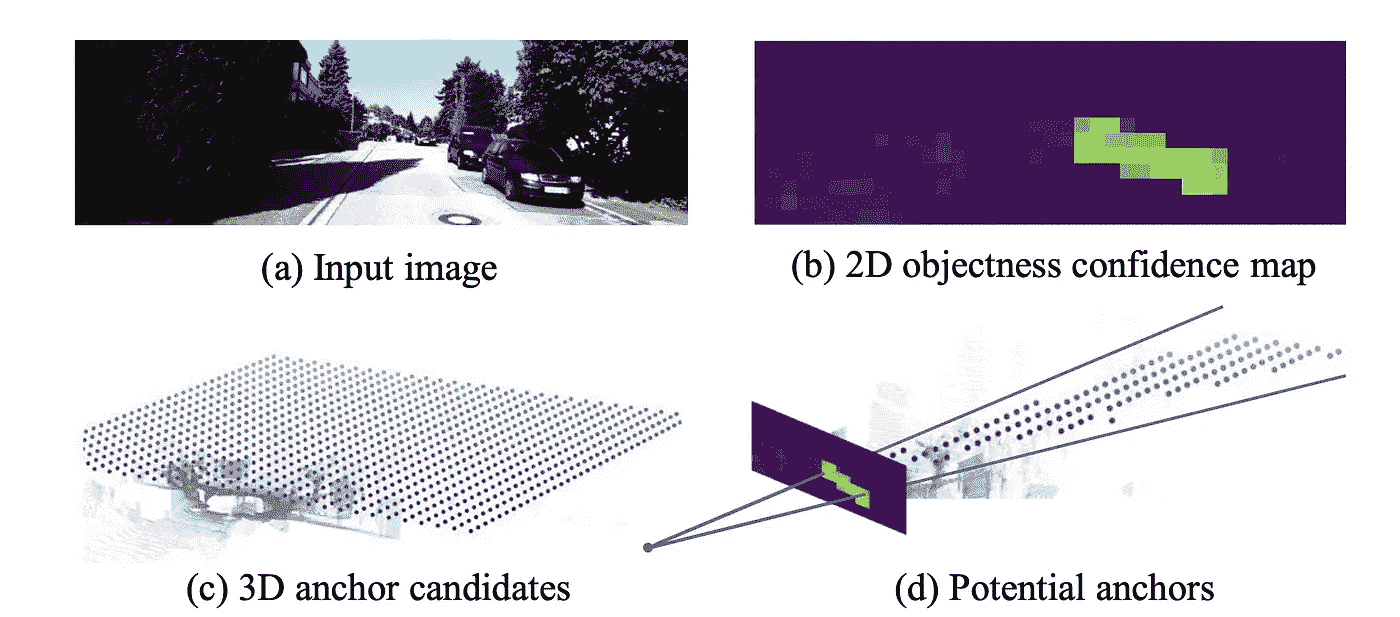 (a) Input image
(b) 2D objectness confidence map
(c) 3D anchor candidates
(d) Potential anchors